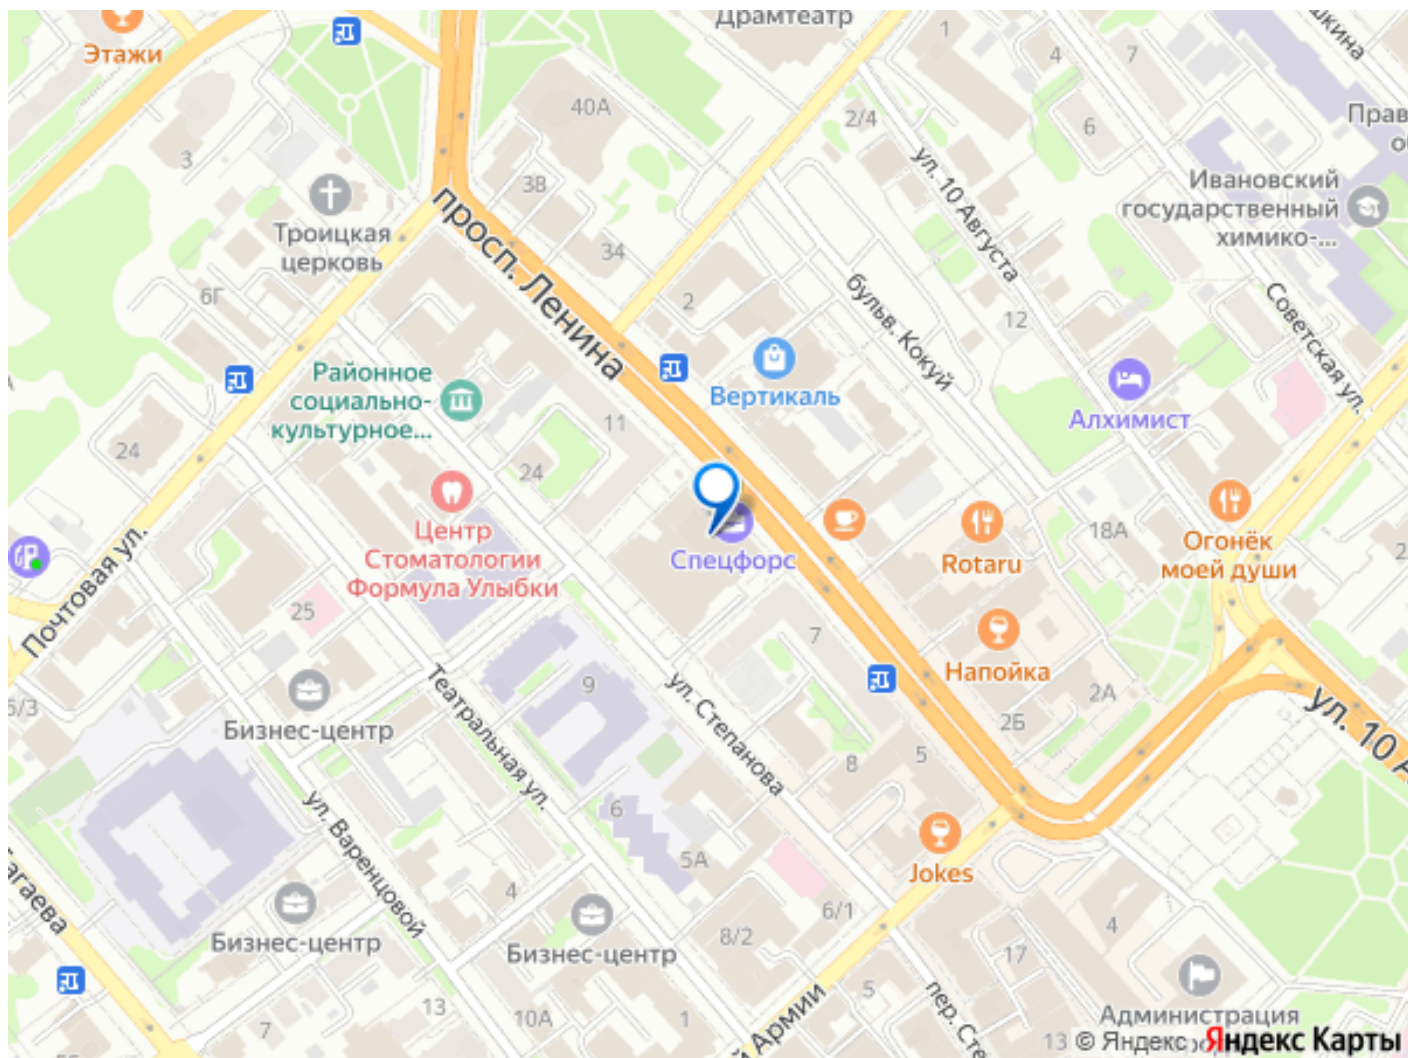 Драмтеатр
Этажи
1
4
7
40А
2/4
6
3
38
ул. 10 Августа
Ивановский
государственный
химико-...
просп. Ленина
Троицкая
церковь
34
6Г
2
12
бульв. Кокуй
Советская ул.
Районное
социально-
культурное...
Вертикаль
Алхимист
11
24
24
Центр
Стоматологии
Формула Улыбки
Спецфорс
Rotaru
18А
Огонёк
моей души
Почтовая ул.
25
7
Напойка
9
2А
5/3
Бизнес-центр
Театральная ул.
ул. Степанова
2Б
ул. 10 А
8
5
6
ул. Варенцовой
5А
Jokes
4
6/1
Бизнес-центр
Бизнес-центр
8/2
4
17
5
13
10А
1
7
Армии
пер. Сте
Администрация
13
© Яндекс
Яндекс Карты